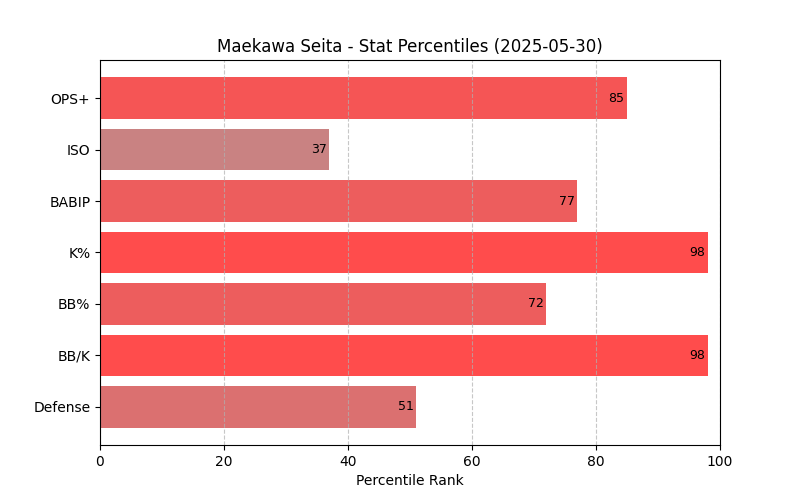 Maekawa Seita - Stat Percentiles (2025-05-30)
OPS+ 85
ISO 37
BABIP 77
K% 98
BB% 72
BB/K 98
Defense 51
0 20 40 60 80 100
Percentile Rank